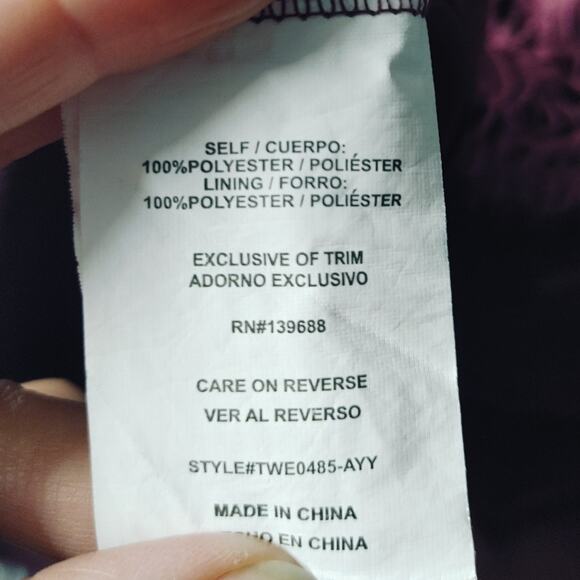 SELF / CUERPO:
100%POLYESTER / POLIÉSTER
LINING / FORRO:
100%POLYESTER / POLIÉSTER
EXCLUSIVE OF TRIM
ADORNO EXCLUSIVO
RN#139688
CARE ON REVERSE
VER AL REVERSO
STYLE#TWE0485-AYY
MADE IN CHINA
EN CHINA